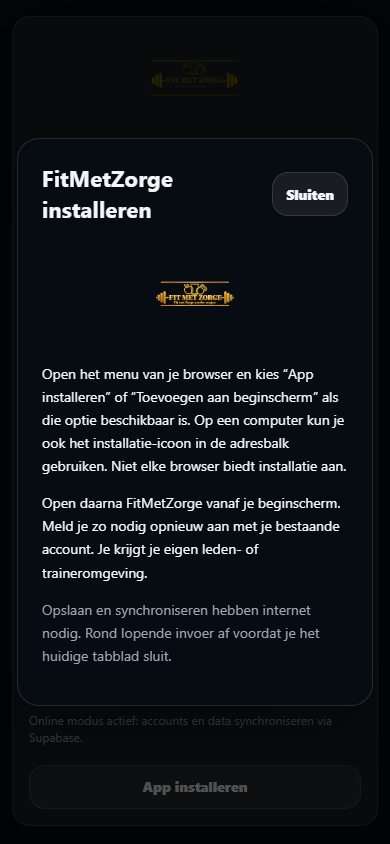 FIT MET ZORGE
FitMetZorge
installeren
Sluiten
FIT MET ZORGE
Open het menu van je browser en kies “App
installeren” of “Toevoegen aan beginscherm” als
die optie beschikbaar is. Op een computer kun je
ook het installatie-icoon in de adresbalk
gebruiken. Niet elke browser biedt installatie aan.
Open daarna FitMetZorge vanaf je beginscherm.
Meld je zo nodig opnieuw aan met je bestaande
account. Je krijgt je eigen leden- of
traineromgeving.
Opslaan en synchroniseren hebben internet
nodig. Rond lopende invoer af voordat je het
huidige tabblad sluit.
Online modus actief: accounts en data synchroniseren via
Supabase.
App installeren